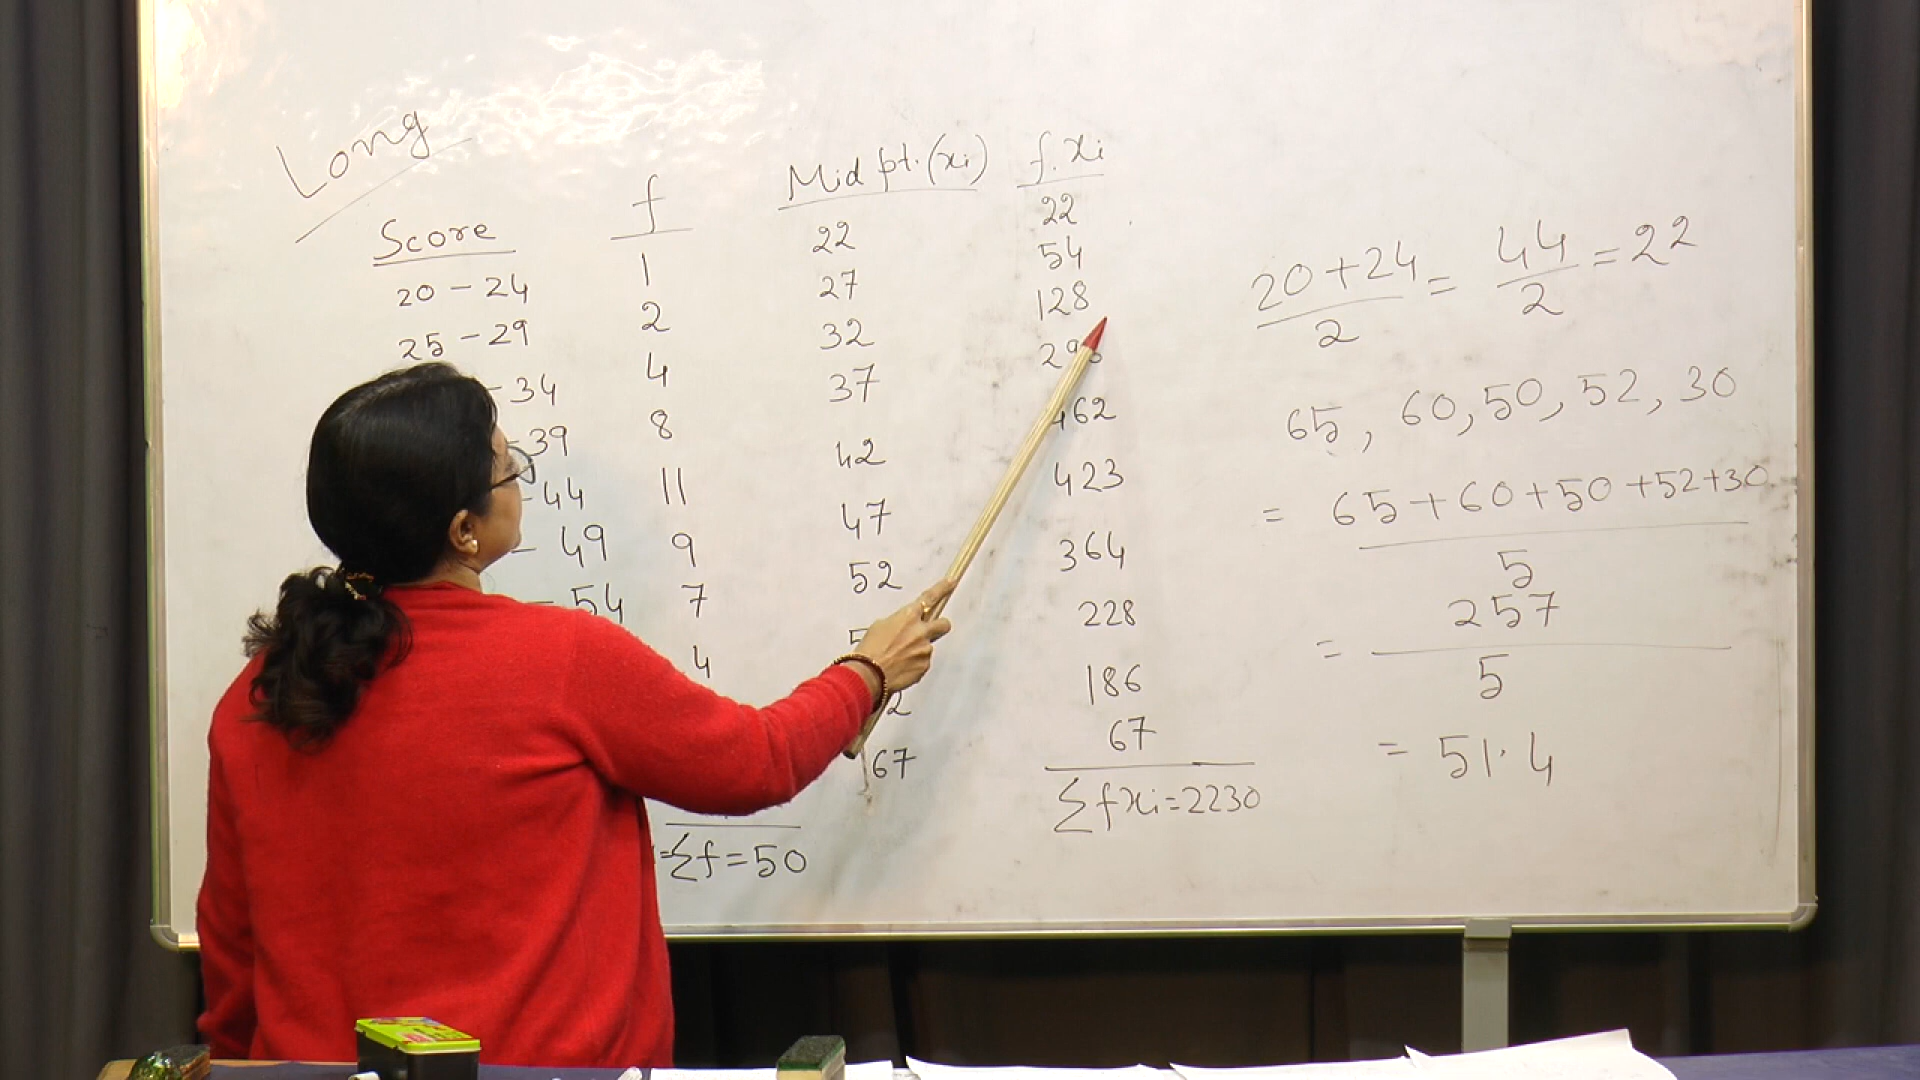 Long
Score f Mid pt. (xi) f. xi
20 - 24 1 22 22
25 - 29 2 27 54
- 34 4 32 128
- 39 8 37
- 44 11 42 462
- 49 9 47 423
- 54 7 52 364
4 228
186
67 67
Σf = 50 Σfxi = 2230
20 + 24 = 44 = 22
2 2
65, 60, 50, 52, 30
= 65 + 60 + 50 + 52 + 30
5
= 257
5
= 51.4